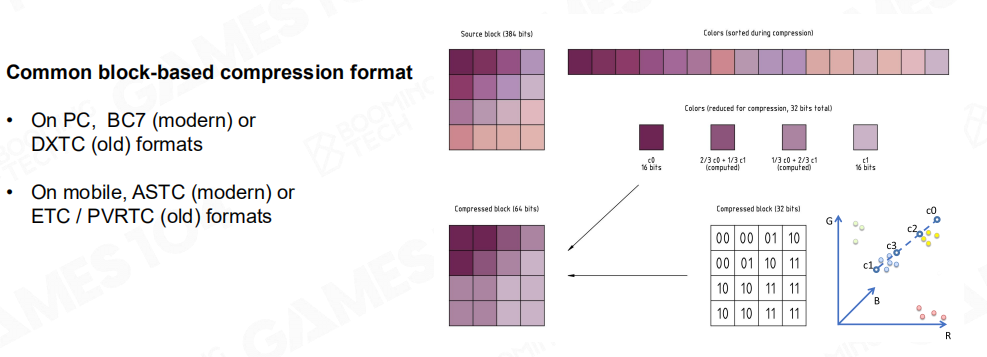 Common block-based compression format
• On PC, BC7 (modern) or
DXTC (old) formats
• On mobile, ASTC (modern) or
ETC / PVRTC (old) formats
Source block (384 bits)
Colors (sorted during compression)
Colors (reduced for compression, 32 bits total)
c0
16 bits
2/3 c0 + 1/3 c1
(computed)
1/3 c0 + 2/3 c1
(computed)
c1
16 bits
Compressed block (64 bits)
Compressed block (32 bits)
00 00 01 10
00 01 10 11
10 10 11 11
10 10 11 11
G
c0
c2
c3
c1
B
R
BOOMING
TECH